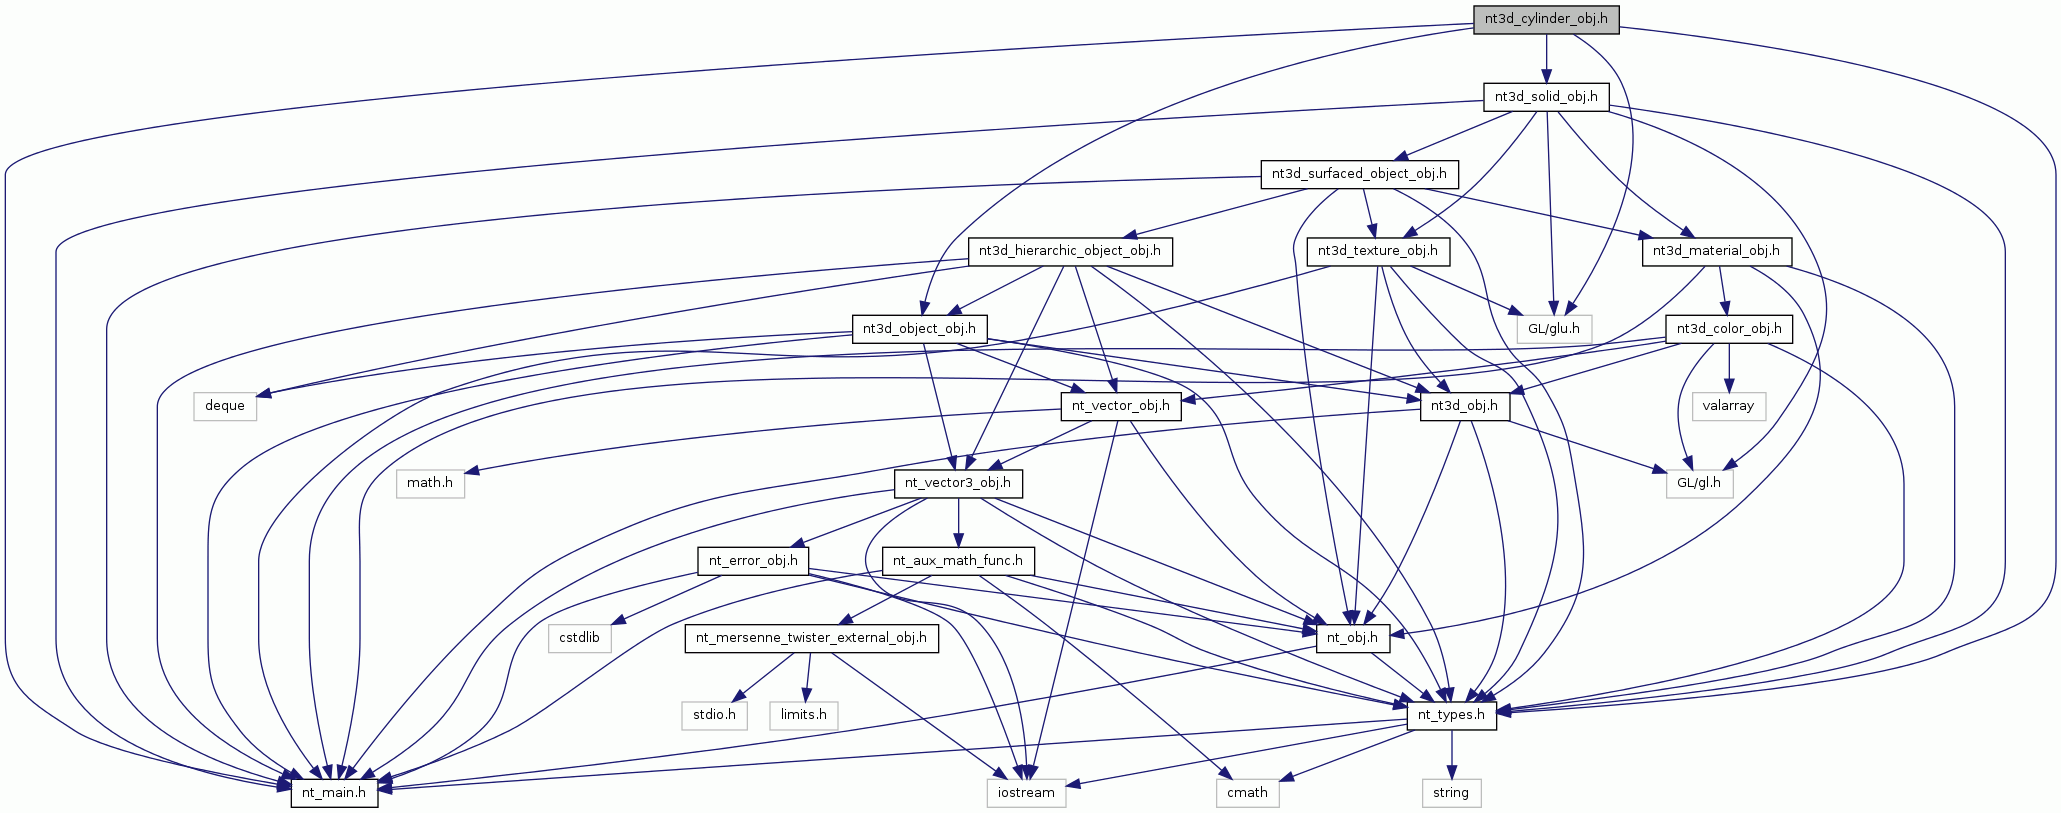 nt3d_cylinder_obj.h
nt3d_solid_obj.h
nt3d_surfaced_object_obj.h
nt3d_hierarchic_object_obj.h
nt3d_texture_obj.h
nt3d_material_obj.h
nt3d_object_obj.h
GL/glu.h
nt3d_color_obj.h
deque
nt_vector_obj.h
nt3d_obj.h
valarray
math.h
nt_vector3_obj.h
GL/gl.h
nt_error_obj.h
nt_aux_math_func.h
cstdlib
nt_mersenne_twister_external_obj.h
nt_obj.h
stdio.h
limits.h
nt_types.h
nt_main.h
iostream
cmath
string